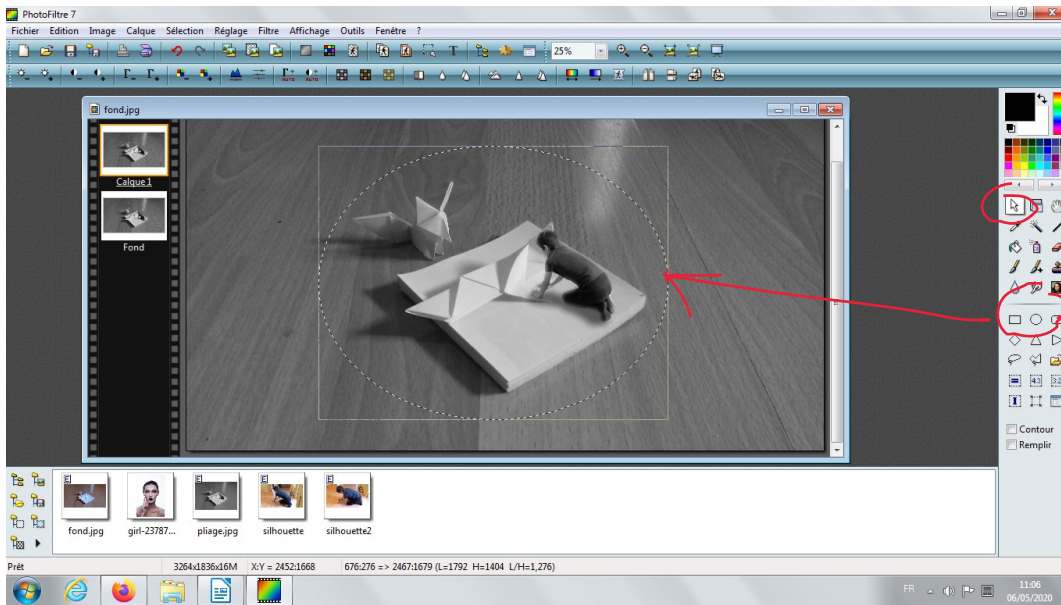 PhotoFiltre 7
Fichier Edition Image Calque Sélection Réglage Filtre Affichage Outils Fenêtre ?
25%
fond.jpg
Calque 1
Fond
Contour
Remplir
fond.jpg girl-23787... pliage.jpg silhouette silhouette2
Prêt 3264x1836x16M X:Y = 2452:1668 676:276 => 2467:1679 (L=1792 H=1404 L/H=1,276)
FR 11:06
06/05/2020